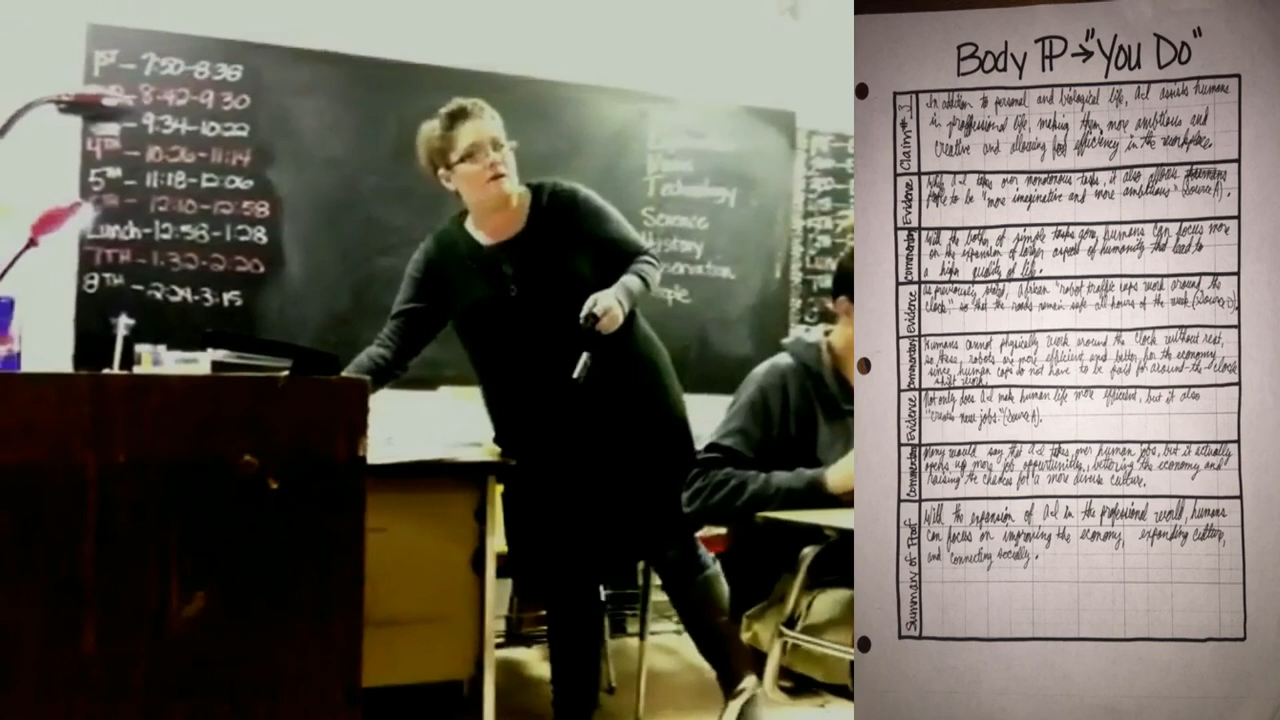 1ST - 7:50-8:38
8:42-9:30
9:34-10:22
4TH - 10:26-11:14
5TH - 11:18-12:06
6TH - 12:10-12:58
Lunch - 12:58-1:28
7TH - 1:32-2:20
8TH - 2:24-3:15
Technology
Science
History
Body ¶ → "You Do"
Claim # 3
In addition to personal and biological life, A-I assists humans
in proffesional life, making them more ambitious and
creative and allowing for efficiency in the workplace.
Evidence
While A-I takes over monotonous tasks, it also allows
people to be "more imaginative and more ambitious" (Source A).
Commentary
With the bother of simple tasks gone, humans can focus more
on the expansion of larger aspects of humanity that lead to
a high quality of life.
Evidence
As previously stated, African "robot traffic cops work around the
clock" so that the roads remain safe all hours of the week (Source D).
Commentary
Humans cannot physically work around the clock without rest,
so these robots are more efficient and better for the economy
since human cops do not have to be paid for around-the-clock
shift work.
Evidence
Not only does A-I make human life more efficient, but it also
"creates new jobs." (Source A).
Commentary
Many would say that A-I takes over human jobs, but it actually
opens up more job opportunities, bettering the economy and
raising the chances for a more diverse culture.
Summary of Proof
With the expansion of A-I in the professional world, humans
can focus on improving the economy, expanding culture,
and connecting socially.